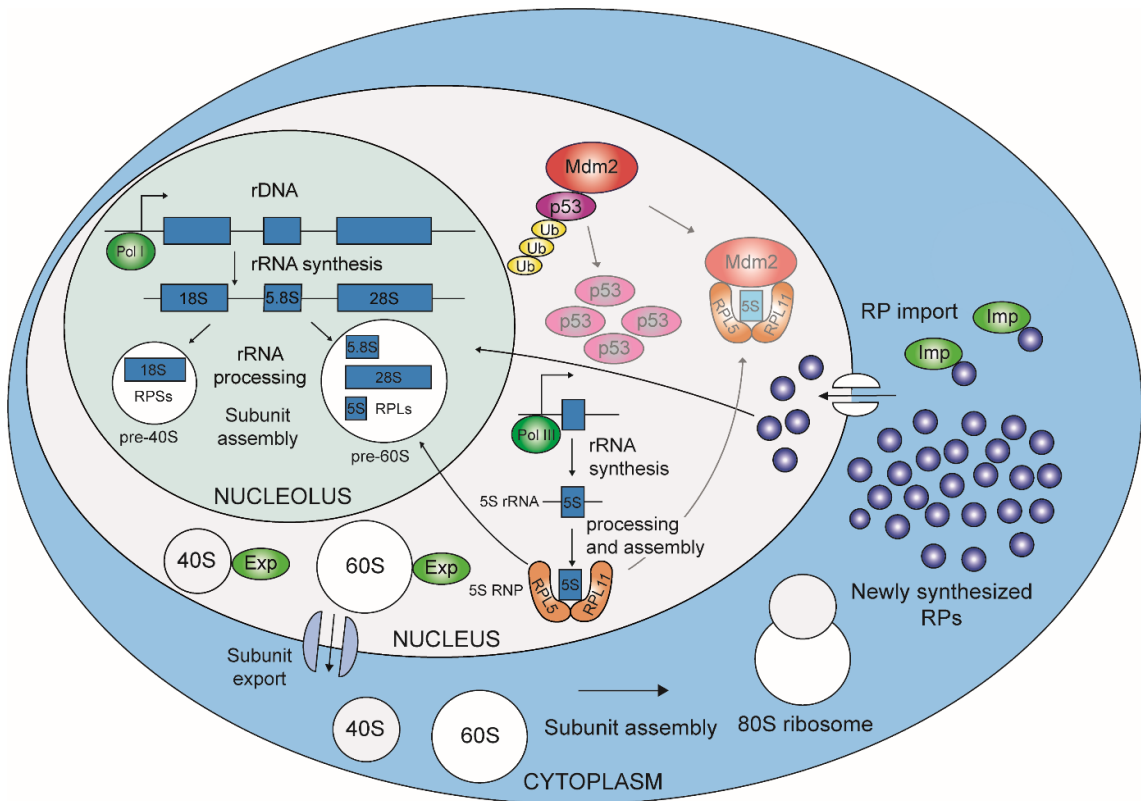 rDNA
Pol I
rRNA synthesis
18S
5.8S
28S
rRNA
processing
Subunit
assembly
18S
RPSs
pre-40S
5.8S
28S
5S
RPLs
pre-60S
NUCLEOLUS
Mdm2
p53
Ub
Ub
Ub
p53
p53
p53
p53
Mdm2
5S
RPL5
RPL11
Pol III
rRNA
synthesis
5S rRNA
5S
processing
and assembly
5S RNP
RPL5
5S
RPL11
40S
Exp
60S
Exp
NUCLEUS
Subunit
export
RP import
Imp
Imp
Newly synthesized
RPs
40S
60S
Subunit assembly
80S ribosome
CYTOPLASM